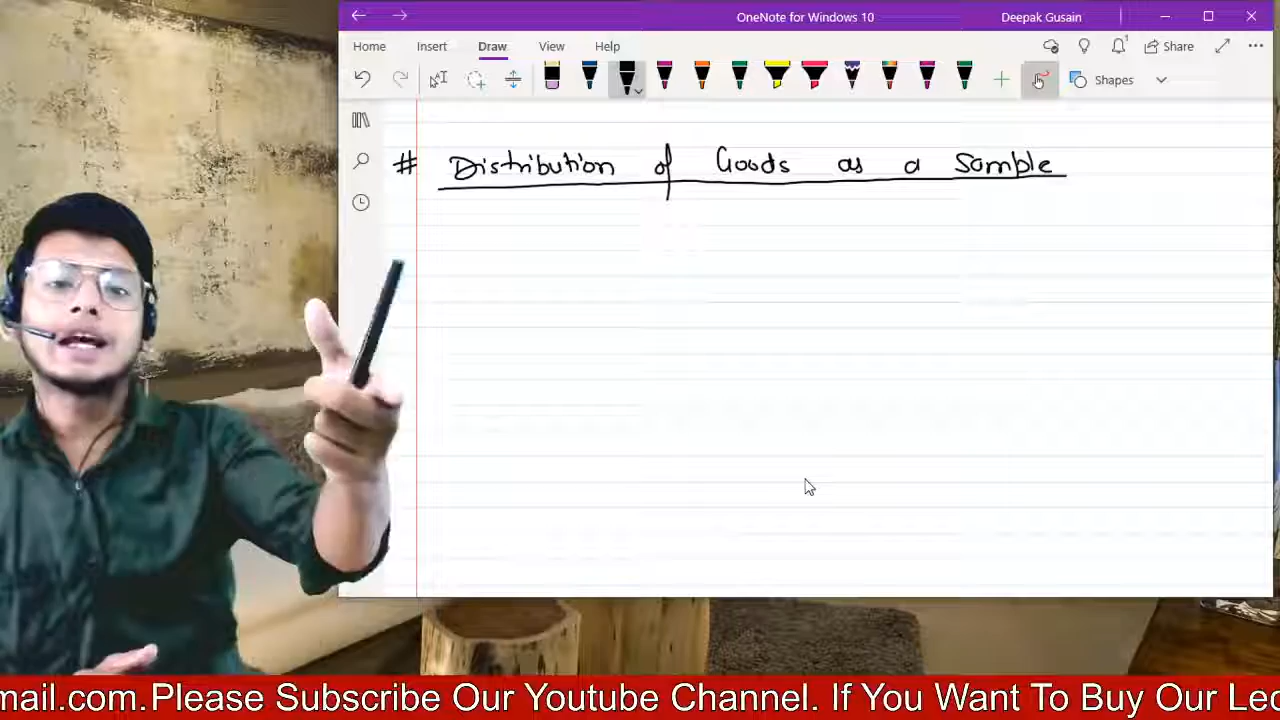 OneNote for Windows 10
Deepak Gusain
Home Insert Draw View Help
1
Share
Shapes
# Distribution of Goods as a Sample
mail.com.Please Subscribe Our Youtube Channel. If You Want To Buy Our Lec